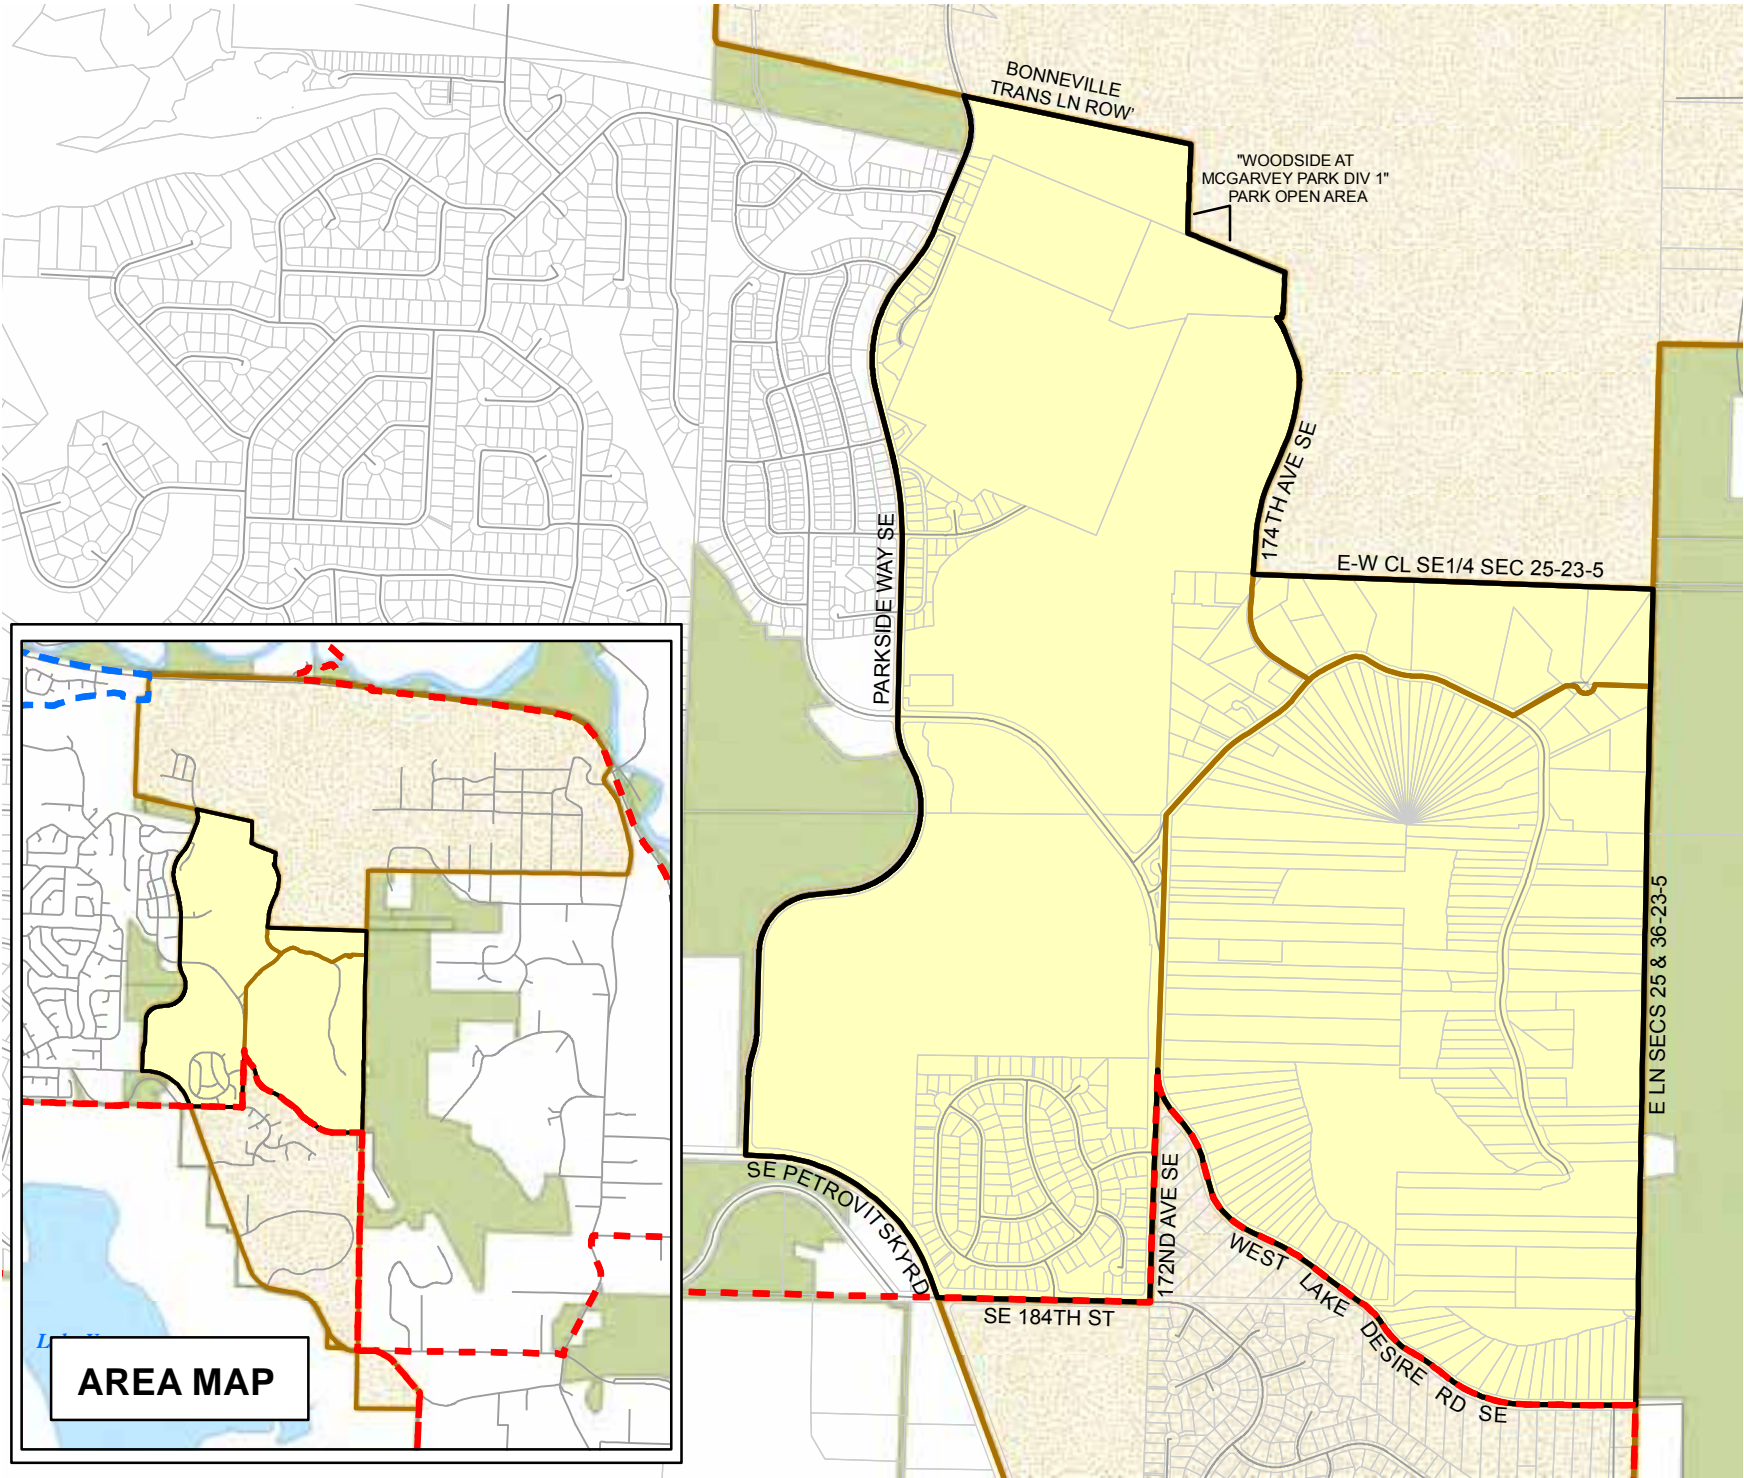 BONNEVILLE
TRANS LN ROW'
"WOODSIDE AT
MCGARVEY PARK DIV 1"
PARK OPEN AREA
174TH AVE SE
E-W CL SE1/4 SEC 25-23-5
PARKSIDE WAY SE
E LN SECS 25 & 36-23-5
SE PETROVITSKY RD
172ND AVE SE
WEST LAKE DESIRE RD SE
SE 184TH ST
AREA MAP